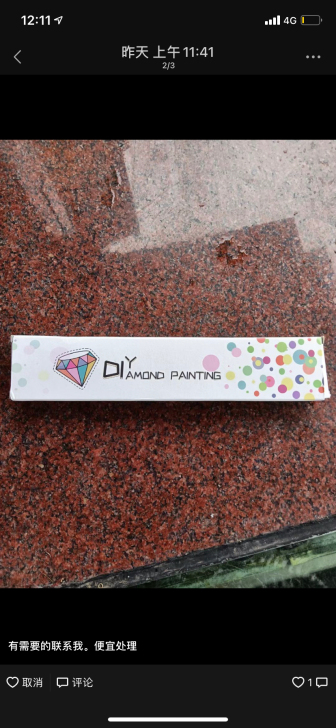 12:11
4G
昨天 上午11:41
2/3
DIY
AMOND PAINTING
有需要的联系我。便宜处理
取消
评论
1